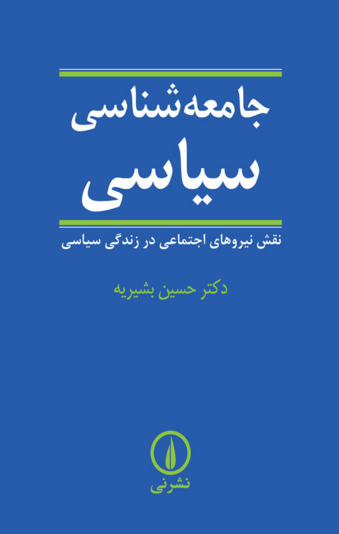 جامعه‌شناسی
سیاسی
نقش نیروهای اجتماعی در زندگی سیاسی
دکتر حسین بشیریه
نشرنی